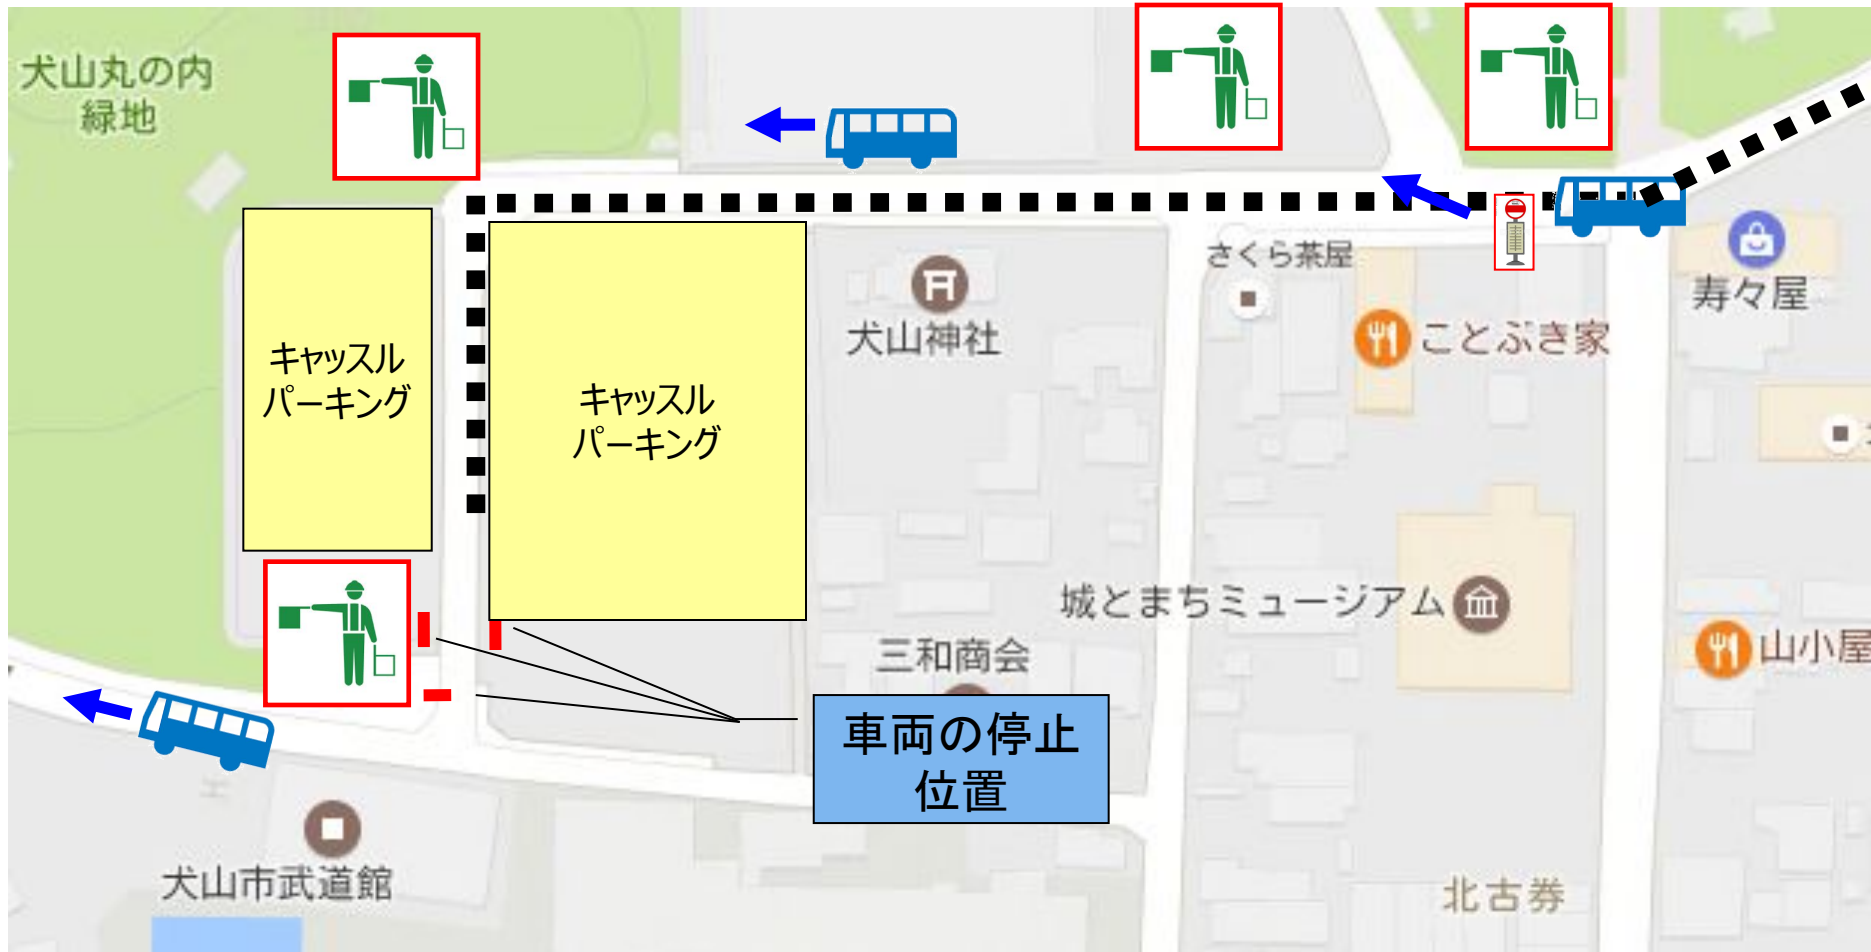 犬山丸の内
緑地
キャッスル
パーキング
キャッスル
パーキング
犬山神社
さくら茶屋
ことぶき家
寿々屋
城とまちミュージアム
三和商会
山小屋
車両の停止
位置
犬山市武道館
北古券